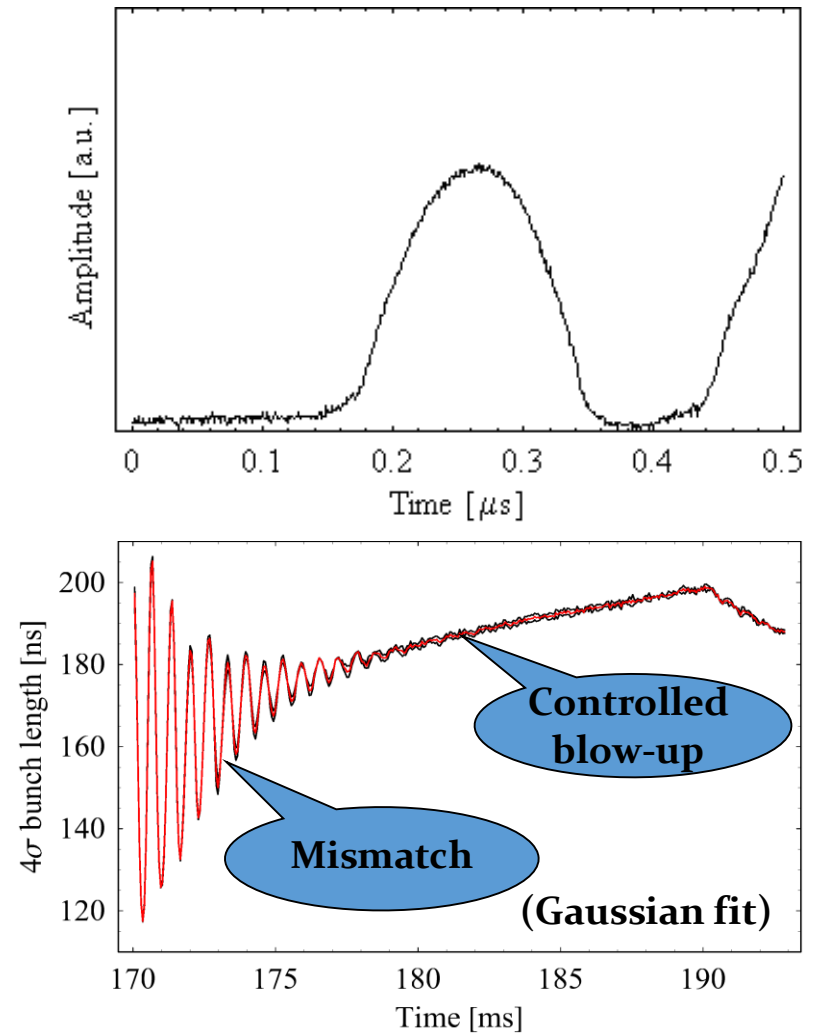 Amplitude [a.u.]
0 0.1 0.2 0.3 0.4 0.5
Time [μs]
4σ bunch length [ns]
200
180
160
140
120
Controlled
blow-up
Mismatch
(Gaussian fit)
170 175 180 185 190
Time [ms]